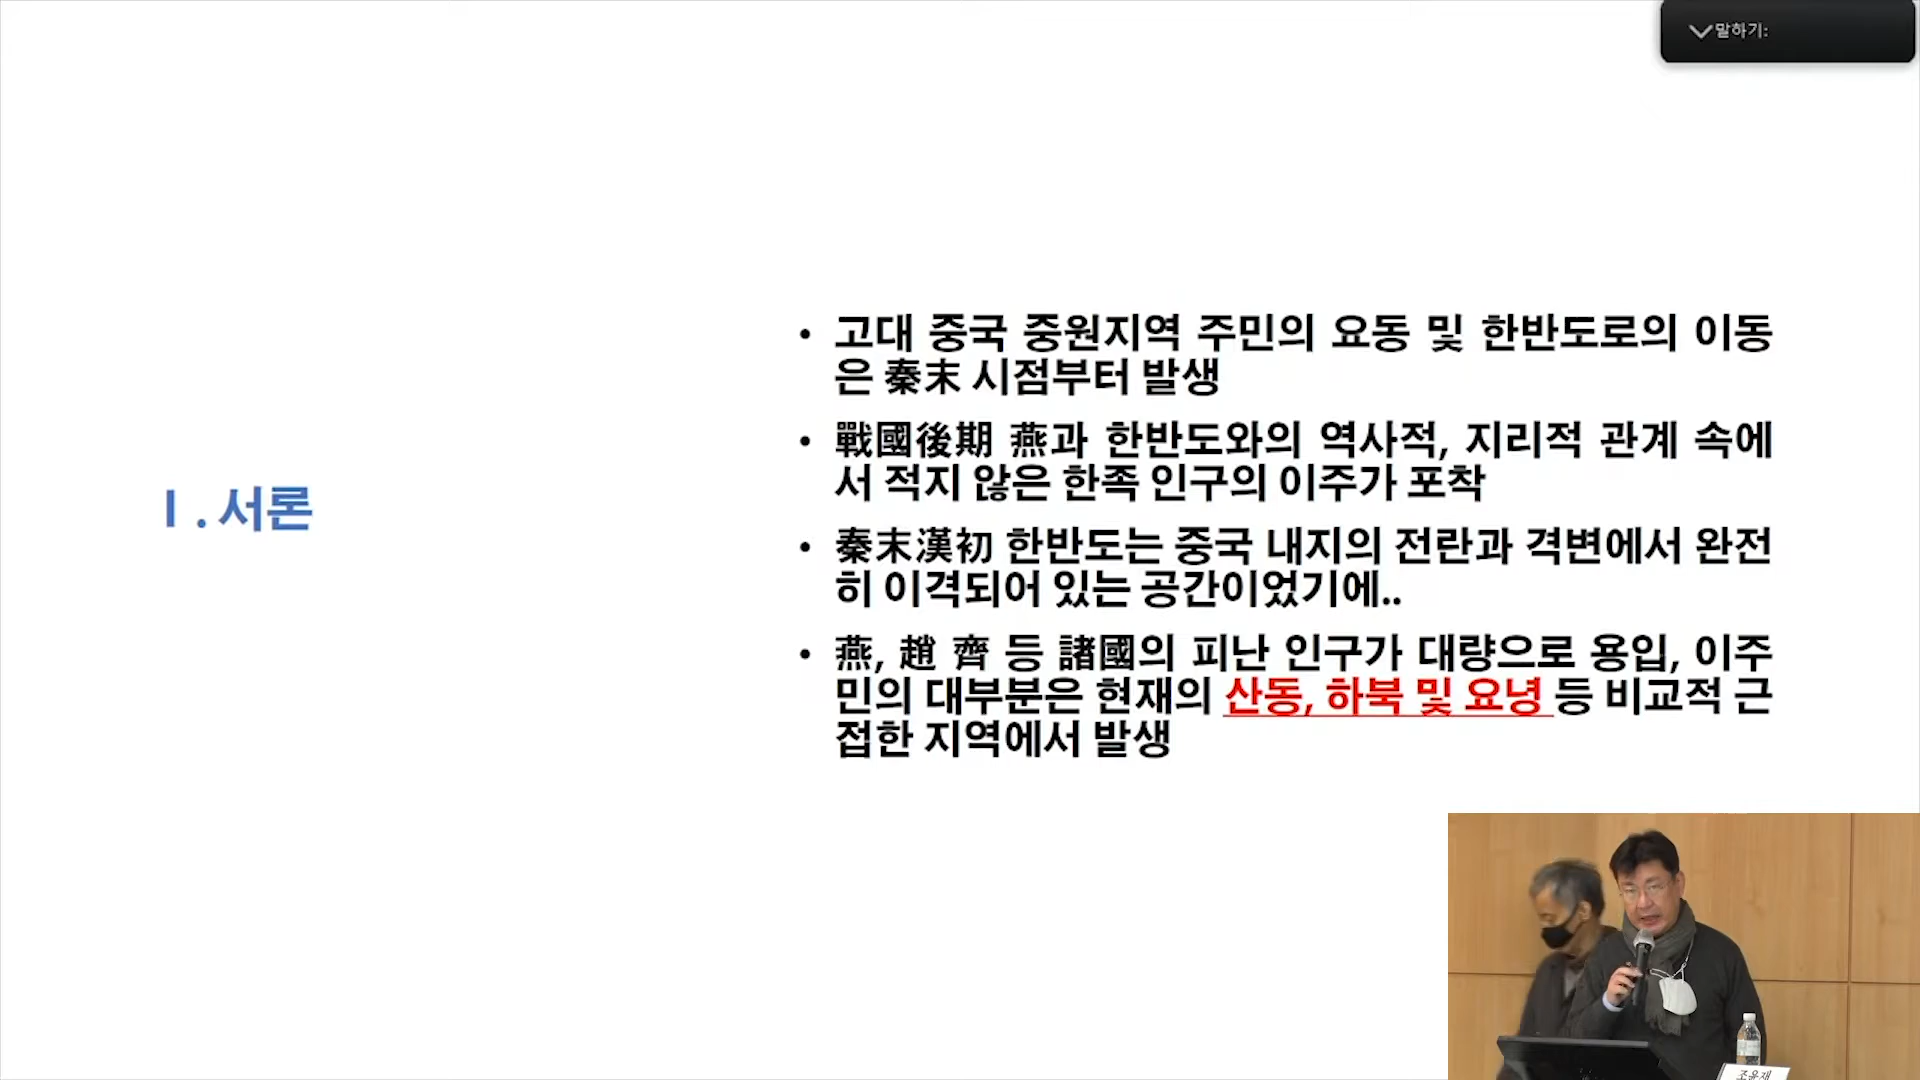 말하기:
Ⅰ. 서론
• 고대 중국 중원지역 주민의 요동 및 한반도로의 이동
은 秦末 시점부터 발생
• 戰國後期 燕과 한반도와의 역사적, 지리적 관계 속에
서 적지 않은 한족 인구의 이주가 포착
• 秦末漢初 한반도는 중국 내지의 전란과 격변에서 완전
히 이격되어 있는 공간이었기에..
• 燕, 趙 齊 등 諸國의 피난 인구가 대량으로 용입, 이주
민의 대부분은 현재의 산동, 하북 및 요녕 등 비교적 근
접한 지역에서 발생
조윤재